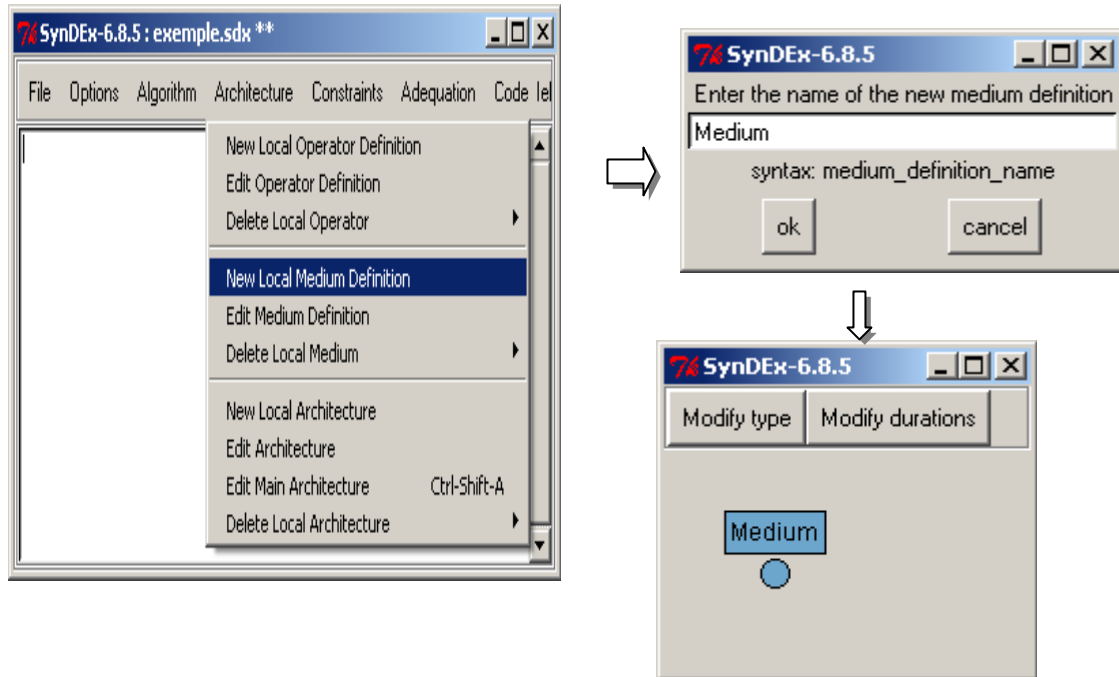 SynDEx-6.8.5 : exemple.sdx **
File Options Algorithm Architecture Constraints Adequation Code lel
New Local Operator Definition
Edit Operator Definition
Delete Local Operator
New Local Medium Definition
Edit Medium Definition
Delete Local Medium
New Local Architecture
Edit Architecture
Edit Main Architecture Ctrl-Shift-A
Delete Local Architecture
SynDEx-6.8.5
Enter the name of the new medium definition
Medium
syntax: medium_definition_name
ok cancel
SynDEx-6.8.5
Modify type Modify durations
Medium